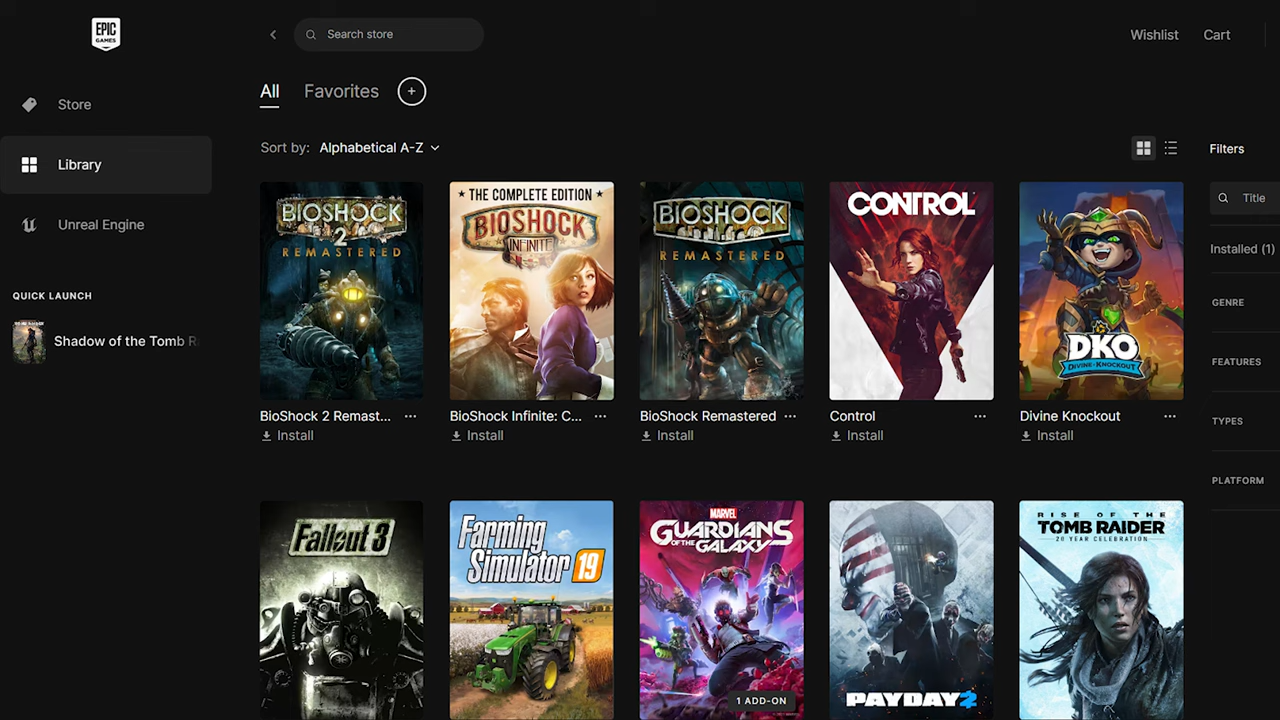 EPIC
GAMES
Search store
Wishlist
Cart
Store
Library
Unreal Engine
QUICK LAUNCH
Shadow of the Tomb R
All
Favorites
+
Sort by: Alphabetical A-Z
Filters
Title
Installed (1)
GENRE
FEATURES
TYPES
PLATFORM
BIOSHOCK
2
REMASTERED
BioShock 2 Remast...
Install
THE COMPLETE EDITION
BIOSHOCK
INFINITE
BioShock Infinite: C...
Install
BIOSHOCK
REMASTERED
BioShock Remastered
Install
CONTROL
Control
Install
DKO
DIVINE KNOCKOUT
Divine Knockout
Install
Fallout 3
Farming
Simulator 19
MARVEL
GUARDIANS
OF THE GALAXY
1 ADD-ON
PAYDAY 2
RISE OF THE
TOMB RAIDER
20 YEAR CELEBRATION